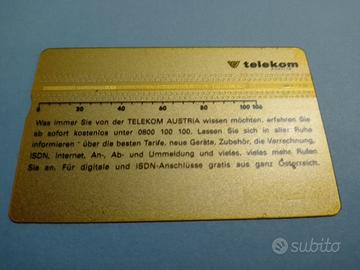 telekom
0 20 40 60 80 100 106
Was immer Sie von der TELEKOM AUSTRIA wissen möchten, erfahren Sie
ab sofort kostenlos unter 0800 100 100. Lassen Sie sich in aller Ruhe
informieren über die besten Tarife, neue Geräte, Zubehör, die Verrechnung,
ISDN, Internet, An-, Ab- und Ummeldung und vieles, vieles mehr. Rufen
Sie an. Für digitale und ISDN-Anschlüsse gratis aus ganz Österreich.
subito